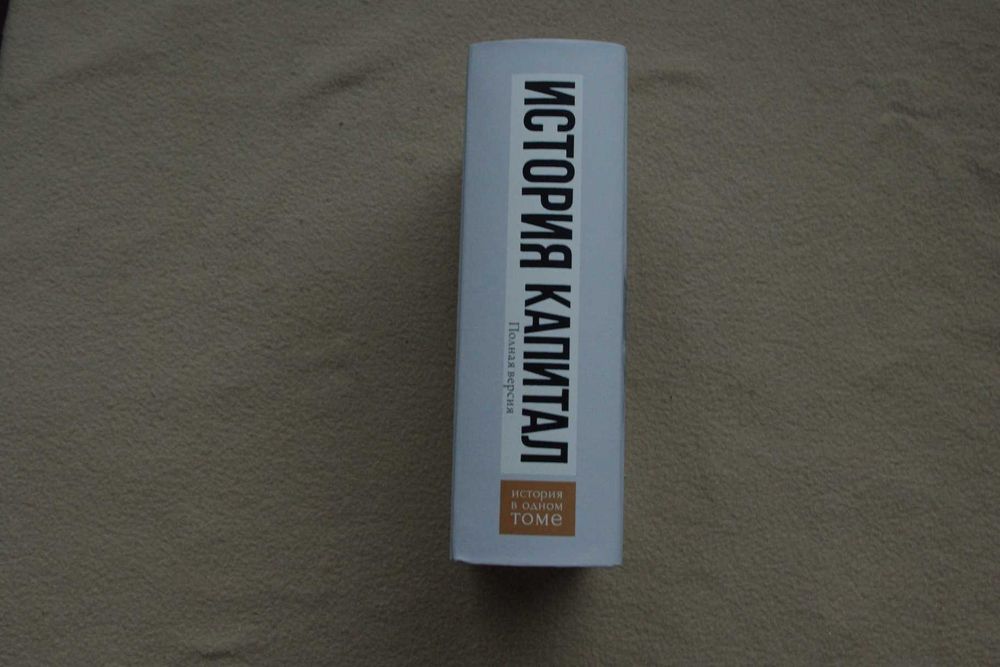 ИСТОРИЯ КАПИТАЛ
Полная версия
история
в одном
томе